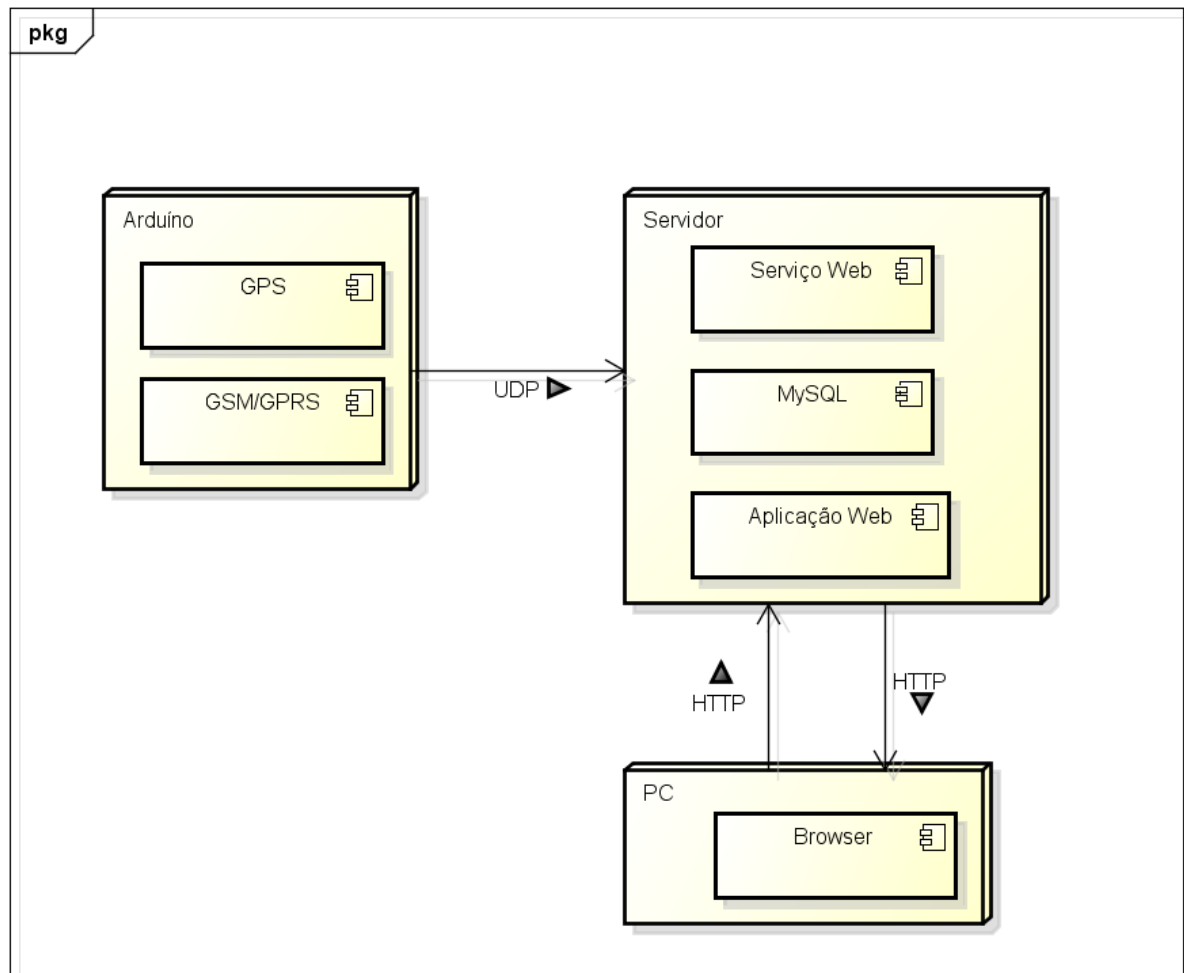 pkg
Arduíno
GPS
GSM/GPRS
UDP
Servidor
Serviço Web
MySQL
Aplicação Web
HTTP
HTTP
PC
Browser